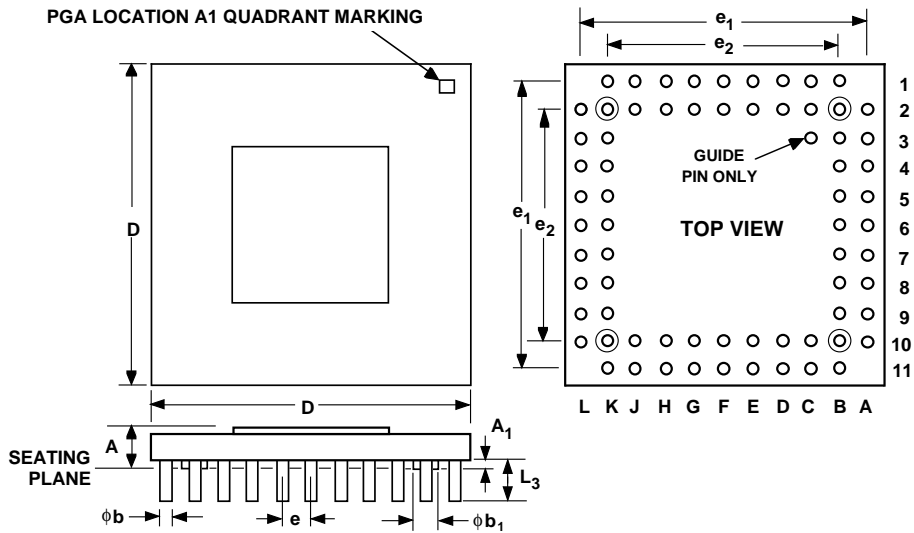 PGA LOCATION A1 QUADRANT MARKING
D
D
A
A1
SEATING
PLANE
L3
ϕb
e
ϕb1
e1
e2
e1
e2
GUIDE
PIN ONLY
TOP VIEW
1
2
3
4
5
6
7
8
9
10
11
L K J H G F E D C B A